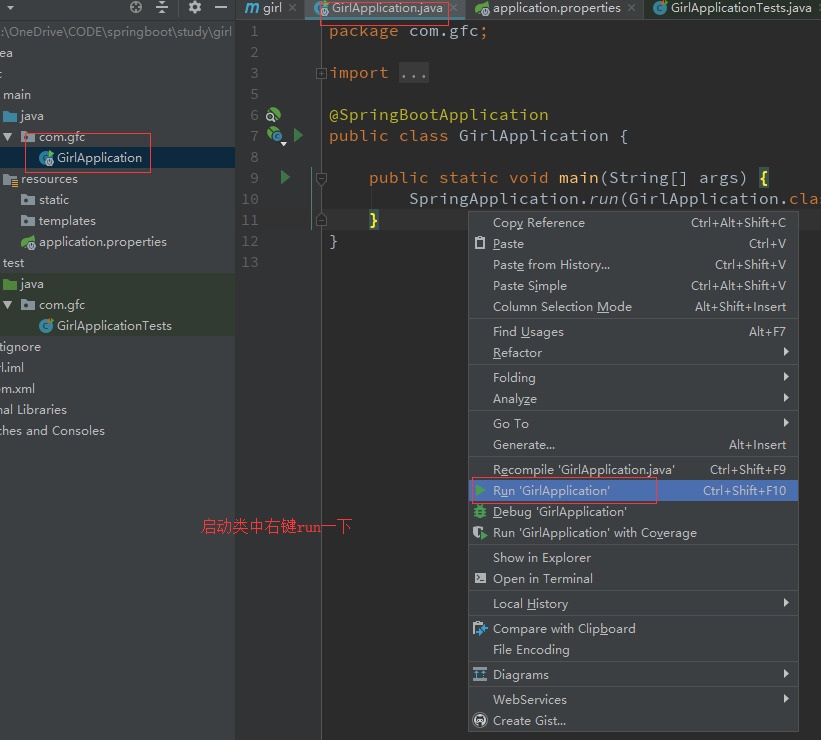 girl
GirlApplication.java
application.properties
GirlApplicationTests.java
:\OneDrive\CODE\springboot\study\girl
ea
main
java
com.gfc
GirlApplication
resources
static
templates
application.properties
test
java
com.gfc
GirlApplicationTests
tignore
rl.iml
m.xml
nal Libraries
ches and Consoles
1 package com.gfc;
2
3 import ...
5
6 @SpringBootApplication
7 public class GirlApplication {
8
9 public static void main(String[] args) {
10 SpringApplication.run(GirlApplication.clas
11 }
12 }
13
Copy Reference Ctrl+Alt+Shift+C
Paste Ctrl+V
Paste from History... Ctrl+Shift+V
Paste Simple Ctrl+Alt+Shift+V
Column Selection Mode Alt+Shift+Insert
Find Usages Alt+F7
Refactor
Folding
Analyze
Go To
Generate... Alt+Insert
Recompile 'GirlApplication.java' Ctrl+Shift+F9
Run 'GirlApplication' Ctrl+Shift+F10
Debug 'GirlApplication'
Run 'GirlApplication' with Coverage
Show in Explorer
Open in Terminal
Local History
Compare with Clipboard
File Encoding
Diagrams
WebServices
Create Gist...
启动类中右键run一下